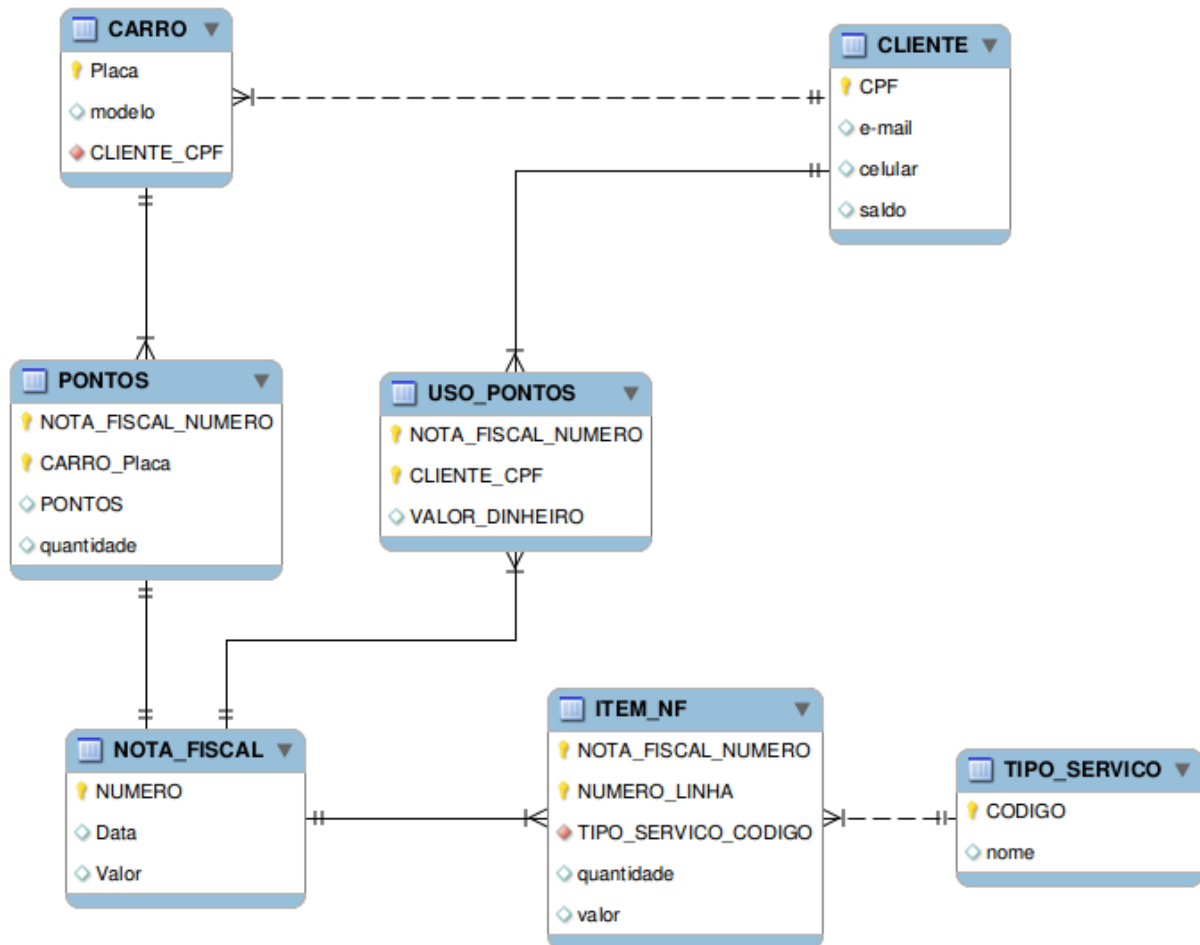 CARRO
Placa
modelo
CLIENTE_CPF
CLIENTE
CPF
e-mail
celular
saldo
PONTOS
NOTA_FISCAL_NUMERO
CARRO_Placa
PONTOS
quantidade
USO_PONTOS
NOTA_FISCAL_NUMERO
CLIENTE_CPF
VALOR_DINHEIRO
NOTA_FISCAL
NUMERO
Data
Valor
ITEM_NF
NOTA_FISCAL_NUMERO
NUMERO_LINHA
TIPO_SERVICO_CODIGO
quantidade
valor
TIPO_SERVICO
CODIGO
nome